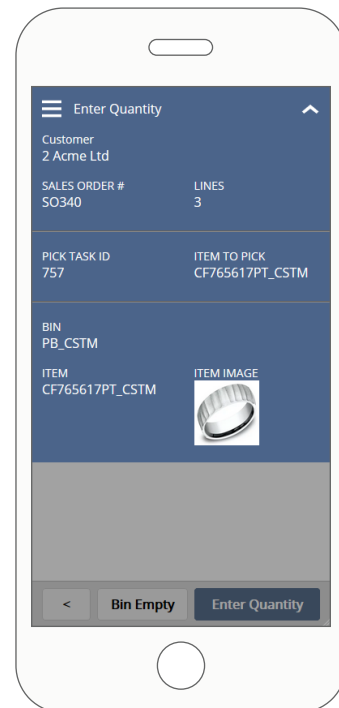 Enter Quantity
Customer
2 Acme Ltd
SALES ORDER # LINES
SO340 3
PICK TASK ID ITEM TO PICK
757 CF765617PT_CSTM
BIN
PB_CSTM
ITEM ITEM IMAGE
CF765617PT_CSTM
< Bin Empty Enter Quantity